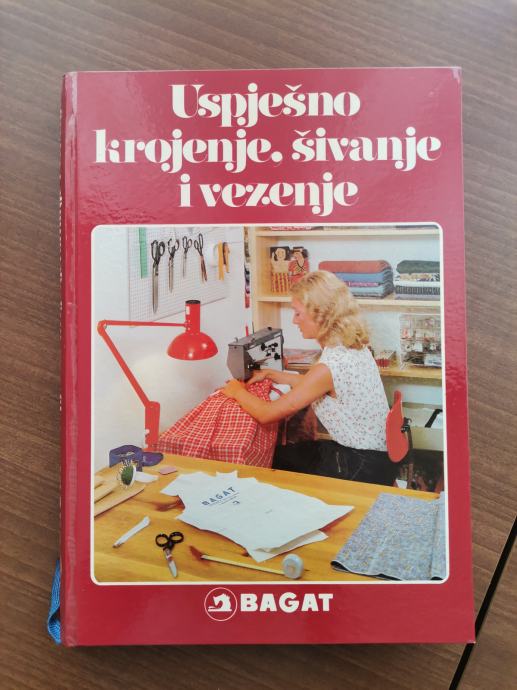 Uspješno
krojenje, šivanje
i vezenje
BAGAT
BAGAT